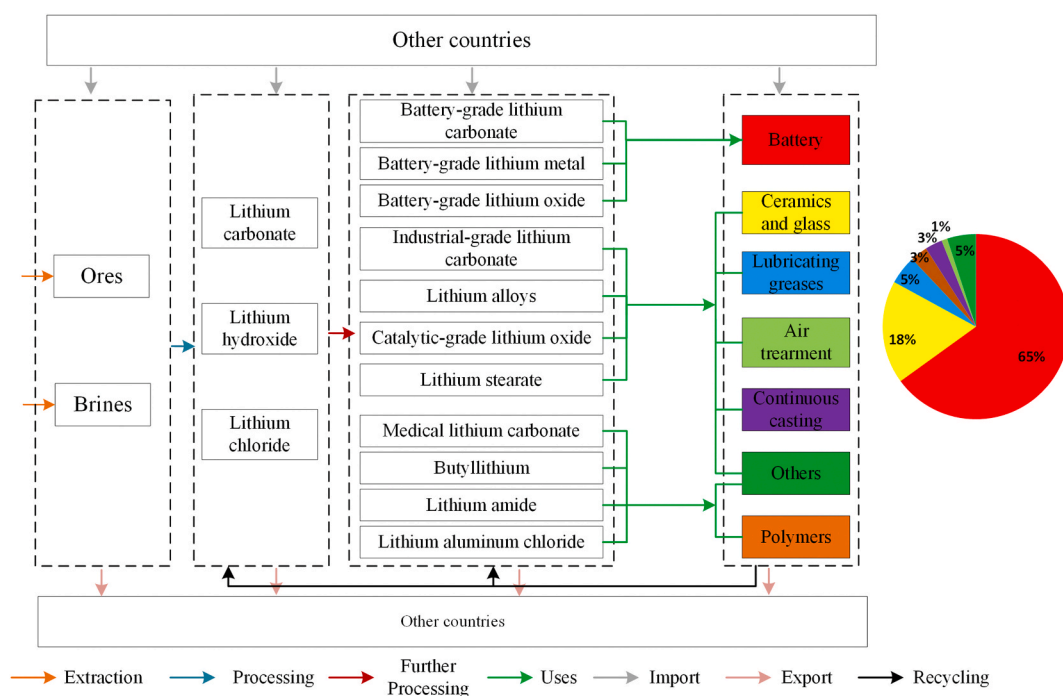 Other countries
Ores
Brines
Lithium
carbonate
Lithium
hydroxide
Lithium
chloride
Battery-grade lithium
carbonate
Battery-grade lithium metal
Battery-grade lithium oxide
Industrial-grade lithium
carbonate
Lithium alloys
Catalytic-grade lithium oxide
Lithium stearate
Medical lithium carbonate
Butyllithium
Lithium amide
Lithium aluminum chloride
Battery
Ceramics
and glass
Lubricating
greases
Air
trearment
Continuous
casting
Others
Polymers
1%
3%
5%
3%
5%
18%
65%
Other countries
Extraction
Processing
Further
Processing
Uses
Import
Export
Recycling